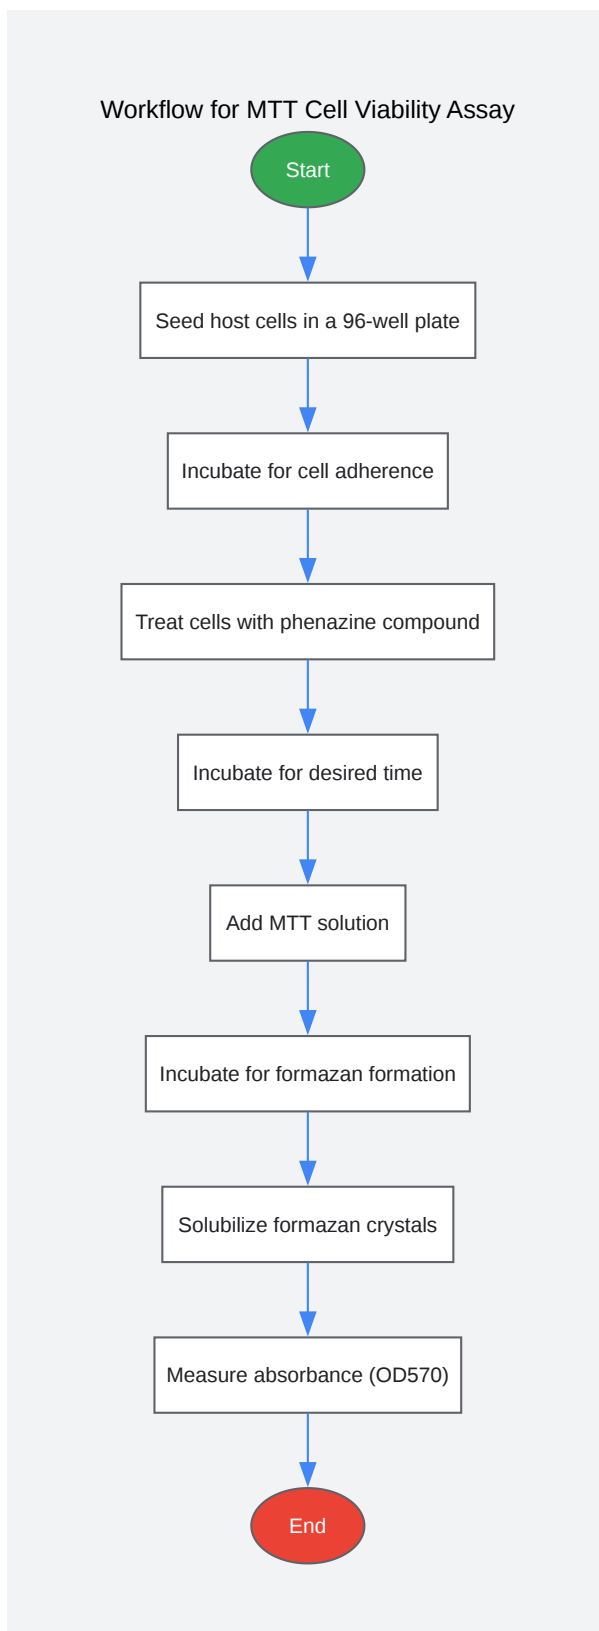 Workflow for MTT Cell Viability Assay
Start
Seed host cells in a 96-well plate
Incubate for cell adherence
Treat cells with phenazine compound
Incubate for desired time
Add MTT solution
Incubate for formazan formation
Solubilize formazan crystals
Measure absorbance (OD570)
End